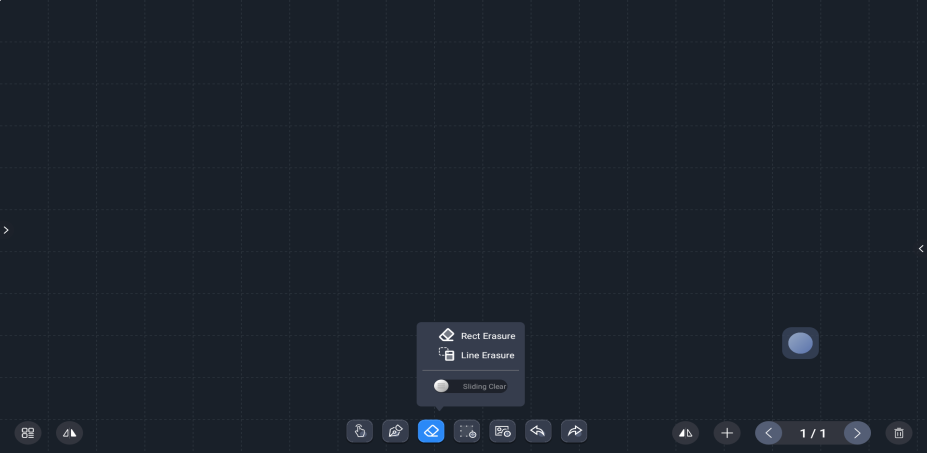 Rect Erasure
Line Erasure
Sliding Clear
1 / 1